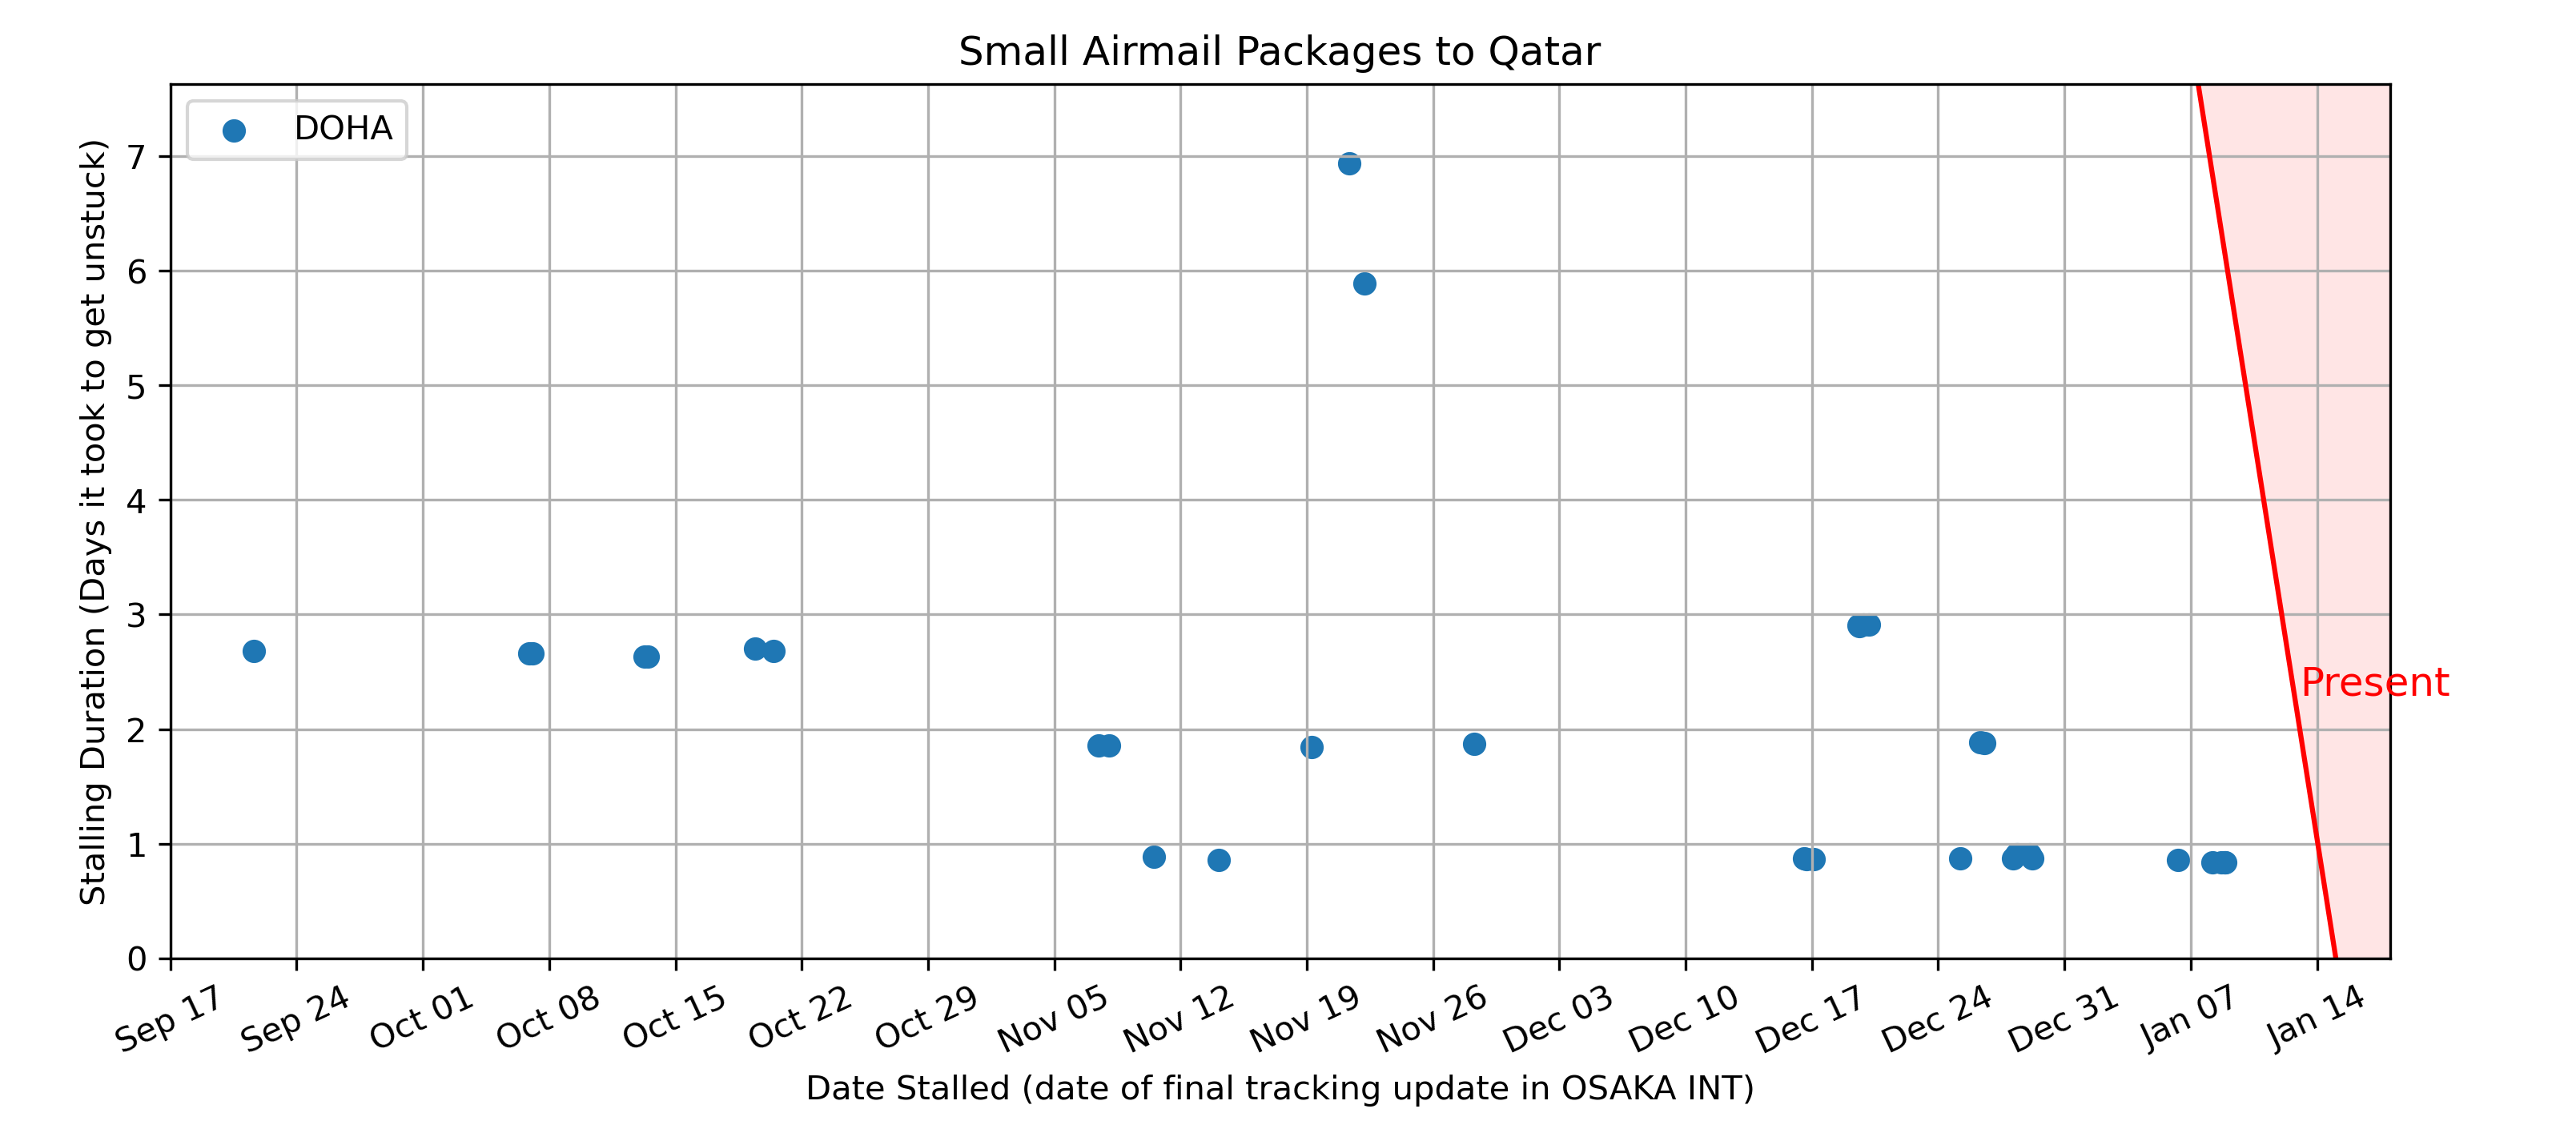 Small Airmail Packages to Qatar
DOHA
Stalling Duration (Days it took to get unstuck)
7
6
5
4
3
2
1
0
Present
Sep 17
Sep 24
Oct 01
Oct 08
Oct 15
Oct 22
Oct 29
Nov 05
Nov 12
Nov 19
Nov 26
Dec 03
Dec 10
Dec 17
Dec 24
Dec 31
Jan 07
Jan 14
Date Stalled (date of final tracking update in OSAKA INT)